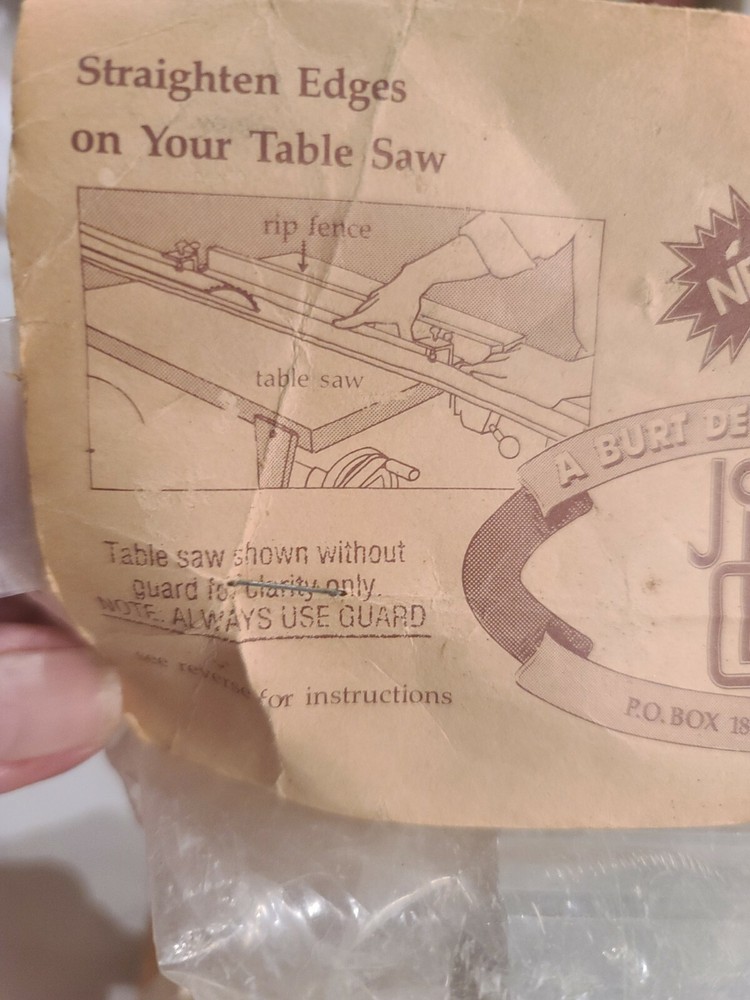 Straighten Edges
on Your Table Saw
rip fence
table saw
Table saw shown without
guard for clarity only.
NOTE: ALWAYS USE GUARD
see reverse for instructions
A BURT DE
P.O. BOX 18